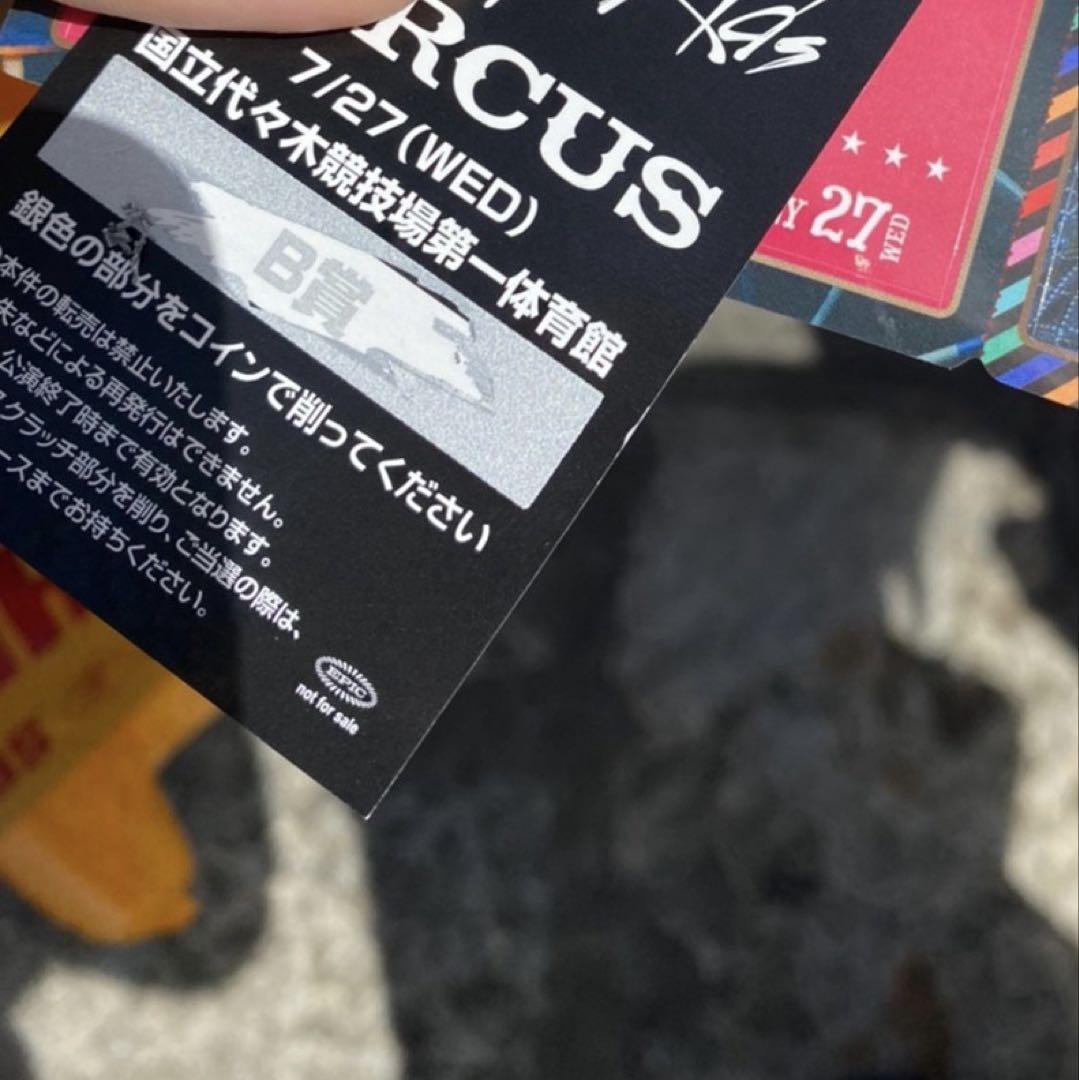 RCUS
7/27(WED)
国立代々木競技場第一体育館
B賞
銀色の部分をコインで削ってください
本件の転売は禁止いたします。
失などによる再発行はできません。
公演終了時まで有効となります。
スクラッチ部分を削り、ご当選の際は、
ースまでお持ちください。
EPIC
not for sale
Y 27 WED